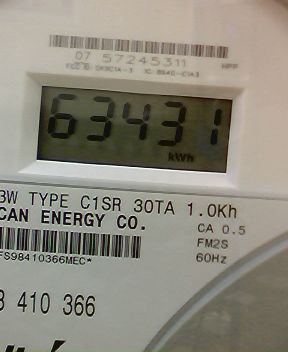 07 57245311
63431
kWh
3W TYPE C1SR 30TA 1.0Kh
CAN ENERGY CO.
CA 0.5
FM2S
FS98410366MEC*
60Hz
410 366